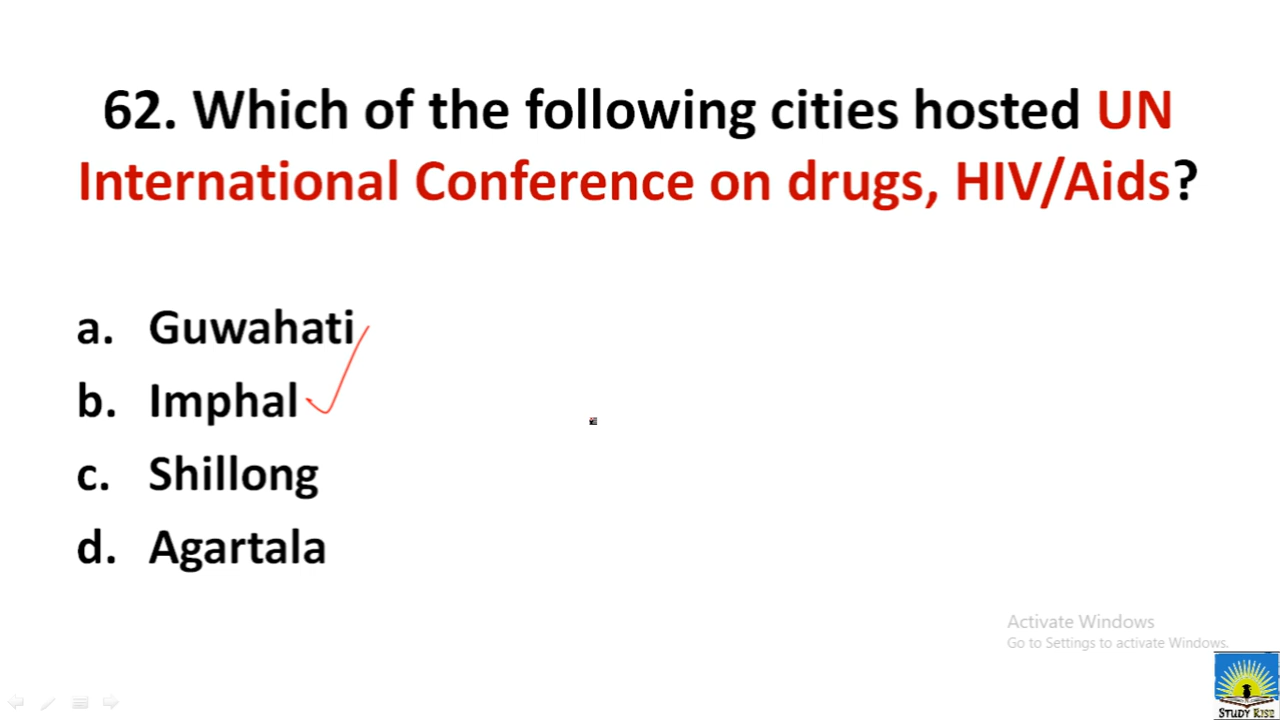 62. Which of the following cities hosted UN
International Conference on drugs, HIV/Aids?
a. Guwahati
b. Imphal
c. Shillong
d. Agartala
Activate Windows
Go to Settings to activate Windows.
STUDY RISE